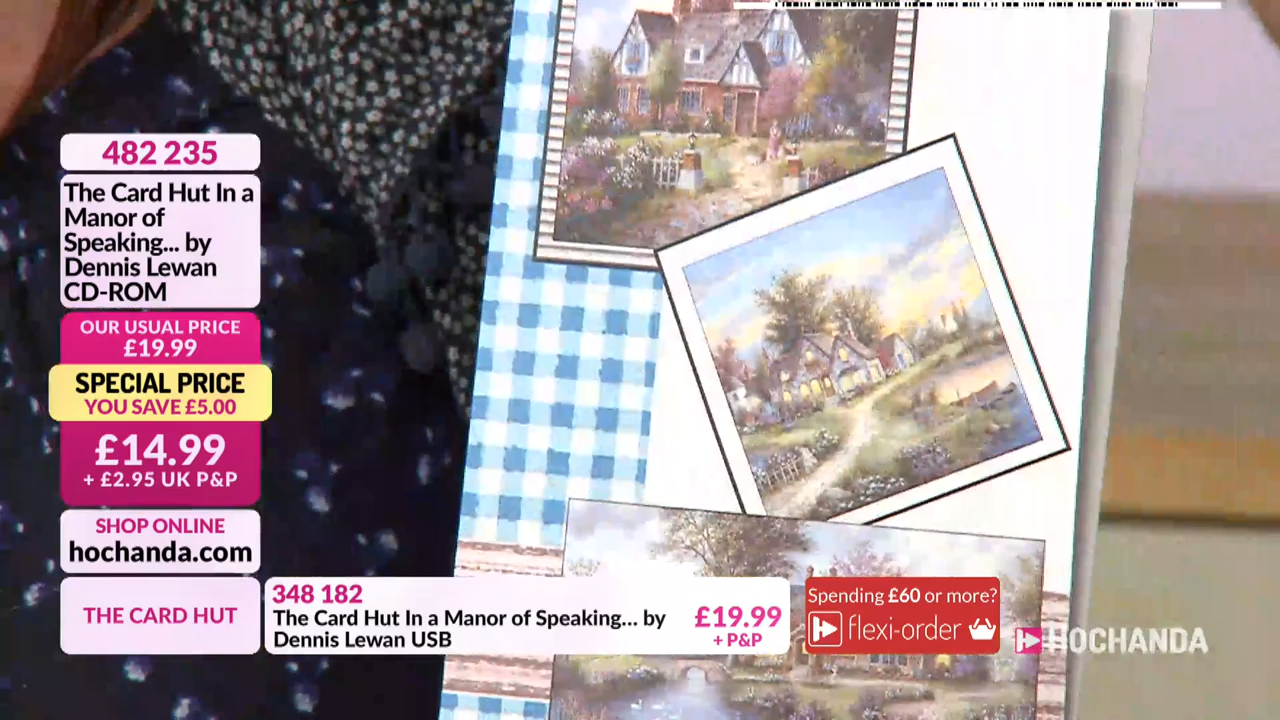 482 235
The Card Hut In a
Manor of
Speaking... by
Dennis Lewan
CD-ROM
OUR USUAL PRICE
£19.99
SPECIAL PRICE
YOU SAVE £5.00
£14.99
+ £2.95 UK P&P
SHOP ONLINE
hochanda.com
THE CARD HUT
348 182
The Card Hut In a Manor of Speaking... by
Dennis Lewan USB
£19.99
+ P&P
Spending £60 or more?
flexi-order
HOCHANDA